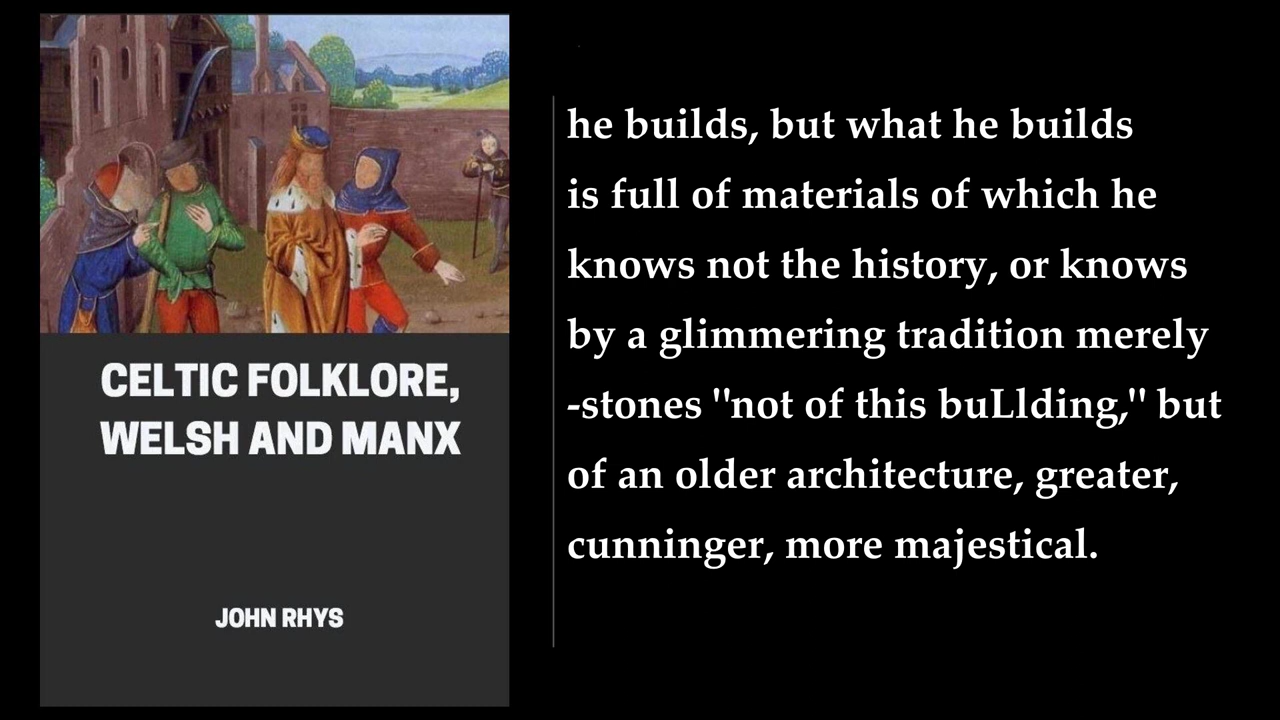 CELTIC FOLKLORE,
WELSH AND MANX
JOHN RHYS
he builds, but what he builds
is full of materials of which he
knows not the history, or knows
by a glimmering tradition merely
-stones "not of this buLlding," but
of an older architecture, greater,
cunninger, more majestical.